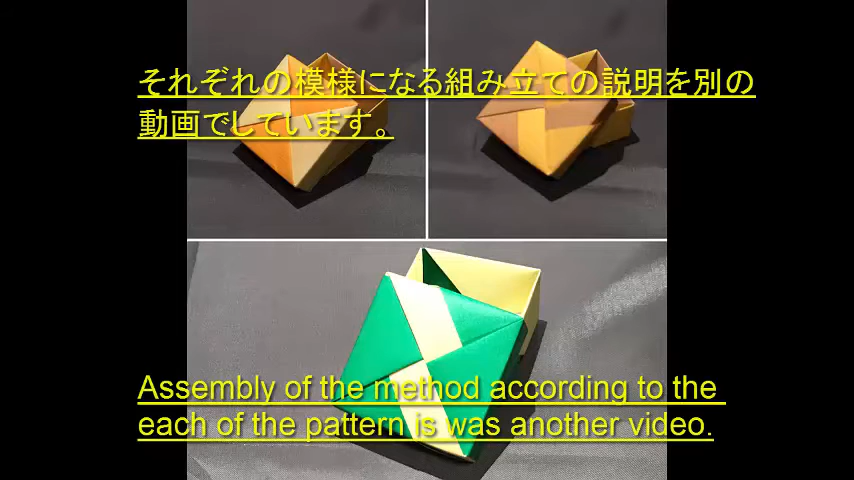 それぞれの模様になる組み立ての説明を別の
動画でしています。
Assembly of the method according to the
each of the pattern is was another video.